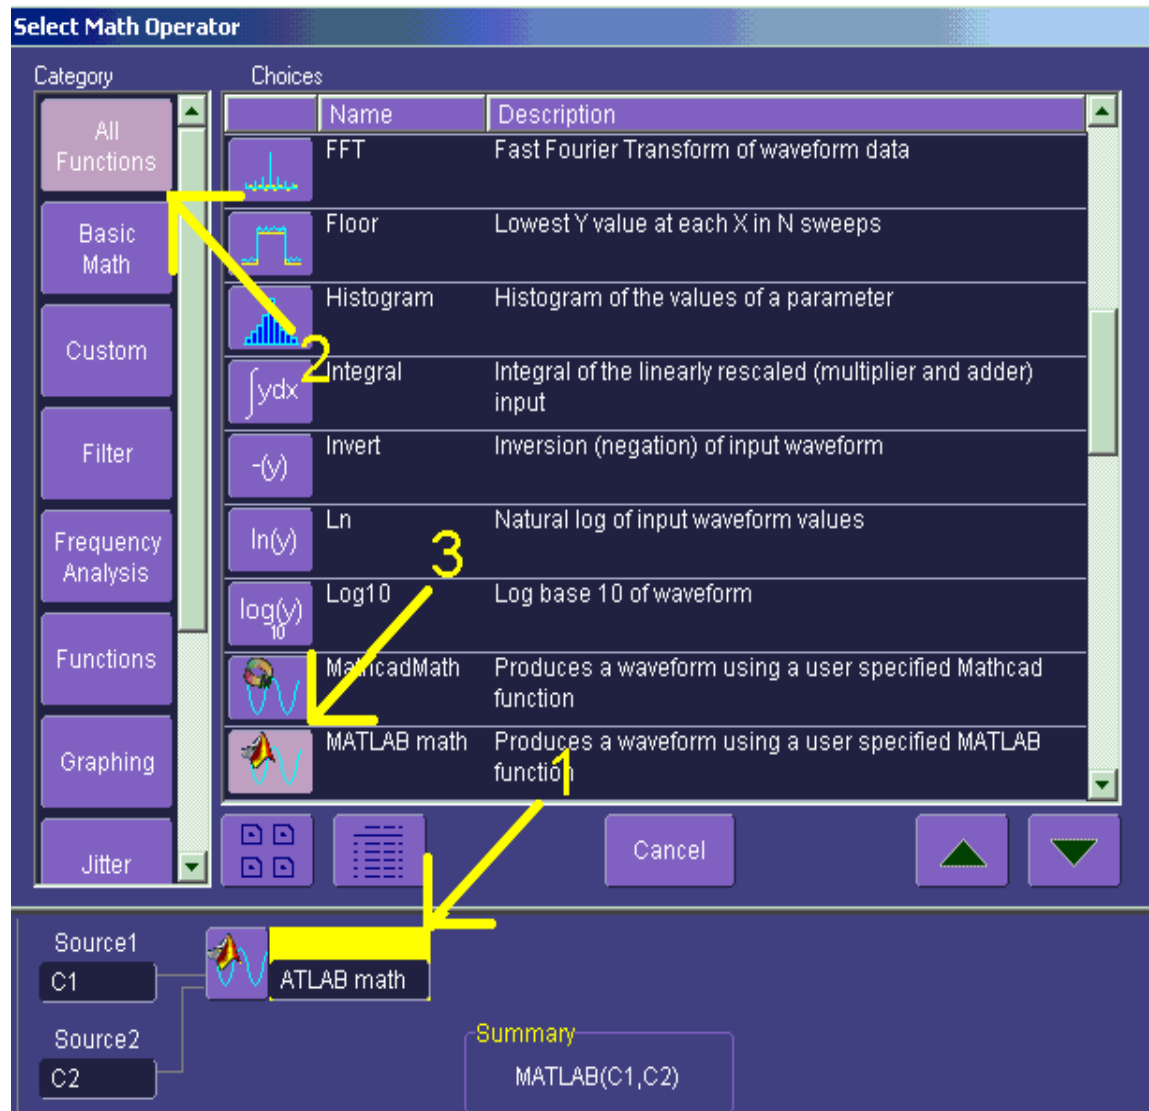 Select Math Operator
Category
Choices
All
Functions
Basic
Math
Custom
Filter
Frequency
Analysis
Functions
Graphing
Jitter
Name Description
FFT Fast Fourier Transform of waveform data
Floor Lowest Y value at each X in N sweeps
Histogram Histogram of the values of a parameter
2
∫ydx Integral Integral of the linearly rescaled (multiplier and adder)
input
-(y) Invert Inversion (negation) of input waveform
ln(y) Ln Natural log of input waveform values
3
log(y)
10
Log10 Log base 10 of waveform
MathcadMath Produces a waveform using a user specified Mathcad
function
MATLAB math Produces a waveform using a user specified MATLAB
function
1
Cancel
Source1
C1
ATLAB math
Source2
C2
Summary
MATLAB(C1,C2)